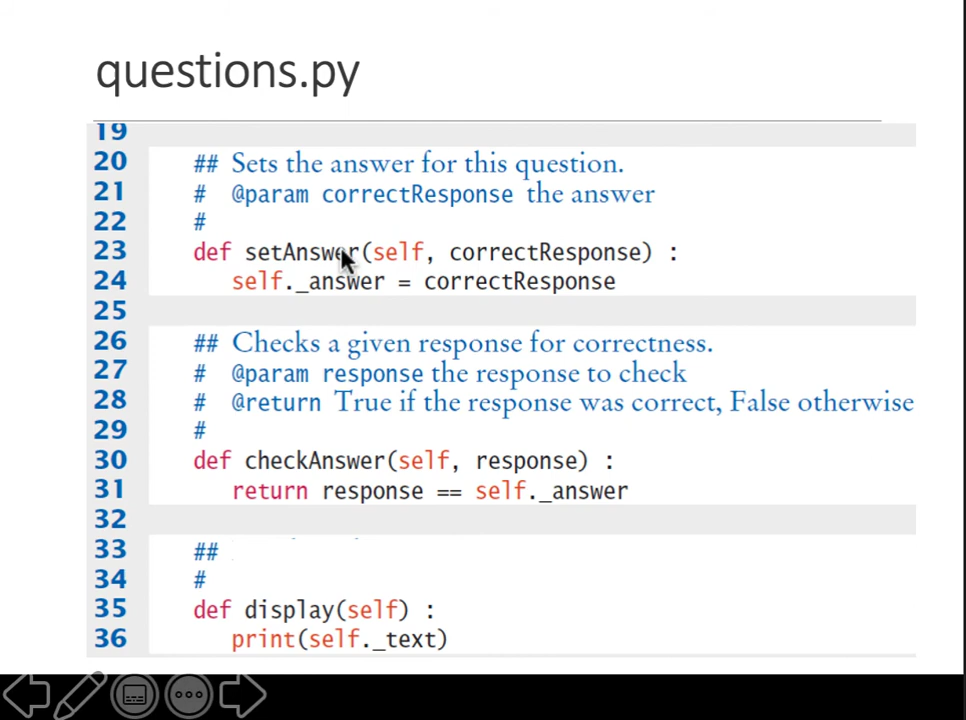 questions.py
19
20 ## Sets the answer for this question.
21 # @param correctResponse the answer
22 #
23 def setAnswer(self, correctResponse) :
24 self._answer = correctResponse
25
26 ## Checks a given response for correctness.
27 # @param response the response to check
28 # @return True if the response was correct, False otherwise
29 #
30 def checkAnswer(self, response) :
31 return response == self._answer
32
33 ##
34 #
35 def display(self) :
36 print(self._text)